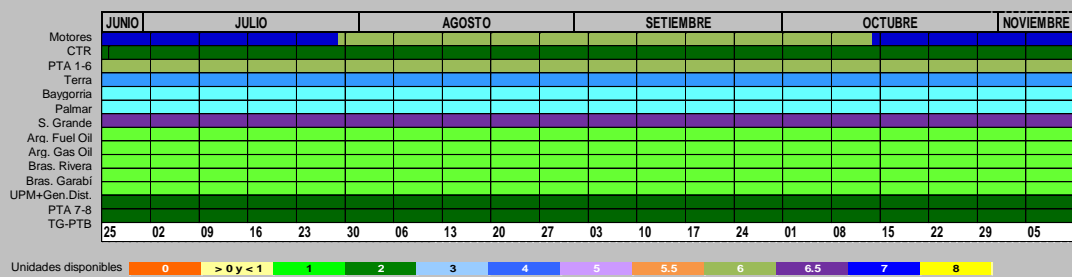 JUNIO JULIO AGOSTO SETIEMBRE OCTUBRE NOVIEMBRE
Motores
CTR
PTA 1-6
Terra
Baygorria
Palmar
S. Grande
Arg. Fuel Oil
Arg. Gas Oil
Bras. Rivera
Bras. Garabí
UPM+Gen.Dist.
PTA 7-8
TG-PTB
25 02 09 16 23 30 06 13 20 27 03 10 17 24 01 08 15 22 29 05
Unidades disponibles 0 > 0 y < 1 1 2 3 4 5 5.5 6 6.5 7 8